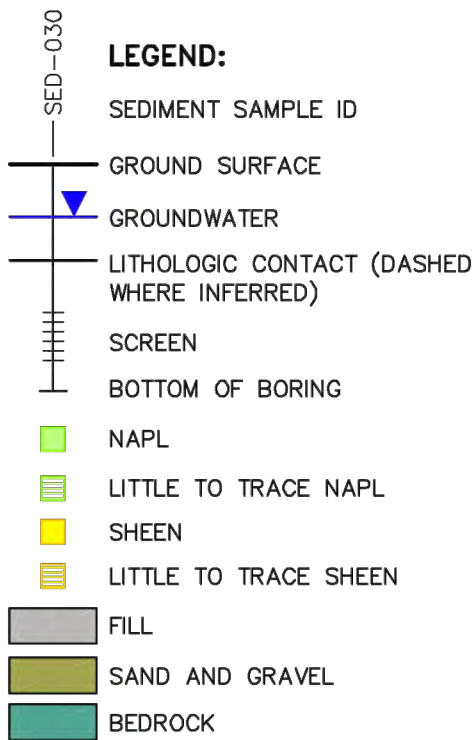 SED-030
LEGEND:
SEDIMENT SAMPLE ID
GROUND SURFACE
GROUNDWATER
LITHOLOGIC CONTACT (DASHED
WHERE INFERRED)
SCREEN
BOTTOM OF BORING
NAPL
LITTLE TO TRACE NAPL
SHEEN
LITTLE TO TRACE SHEEN
FILL
SAND AND GRAVEL
BEDROCK